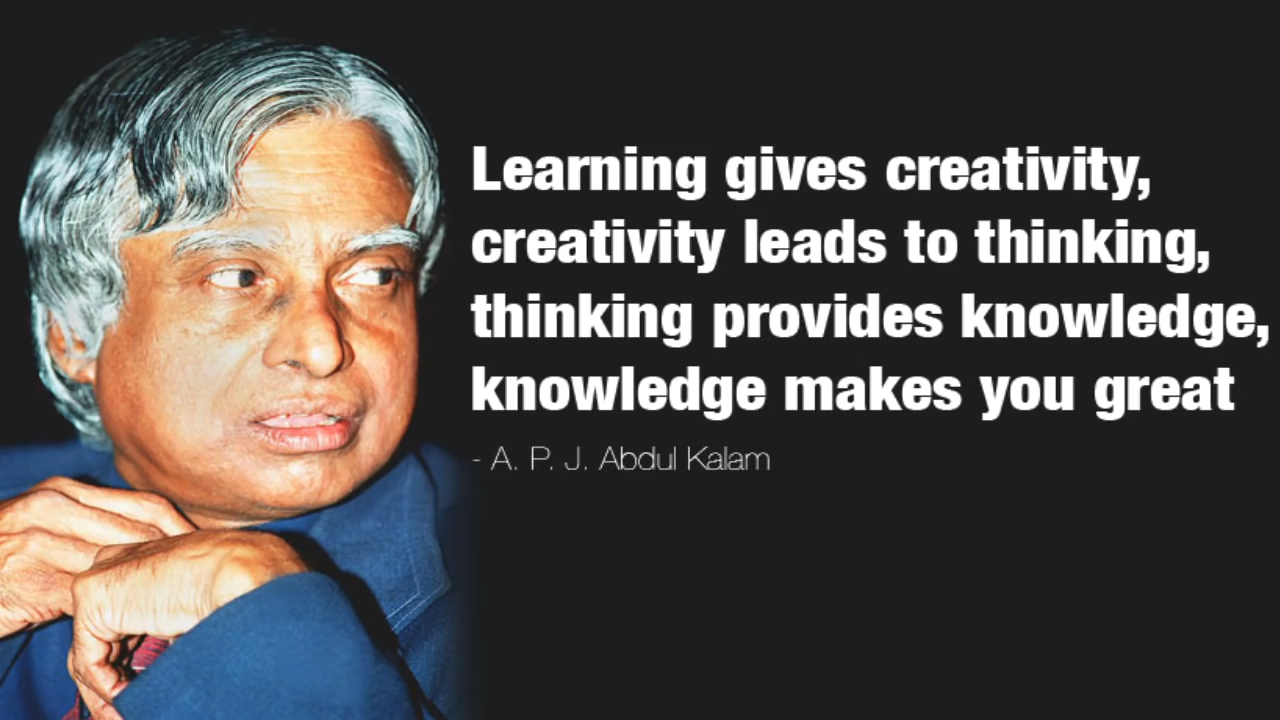 Learning gives creativity,
creativity leads to thinking,
thinking provides knowledge,
knowledge makes you great
- A. P. J. Abdul Kalam